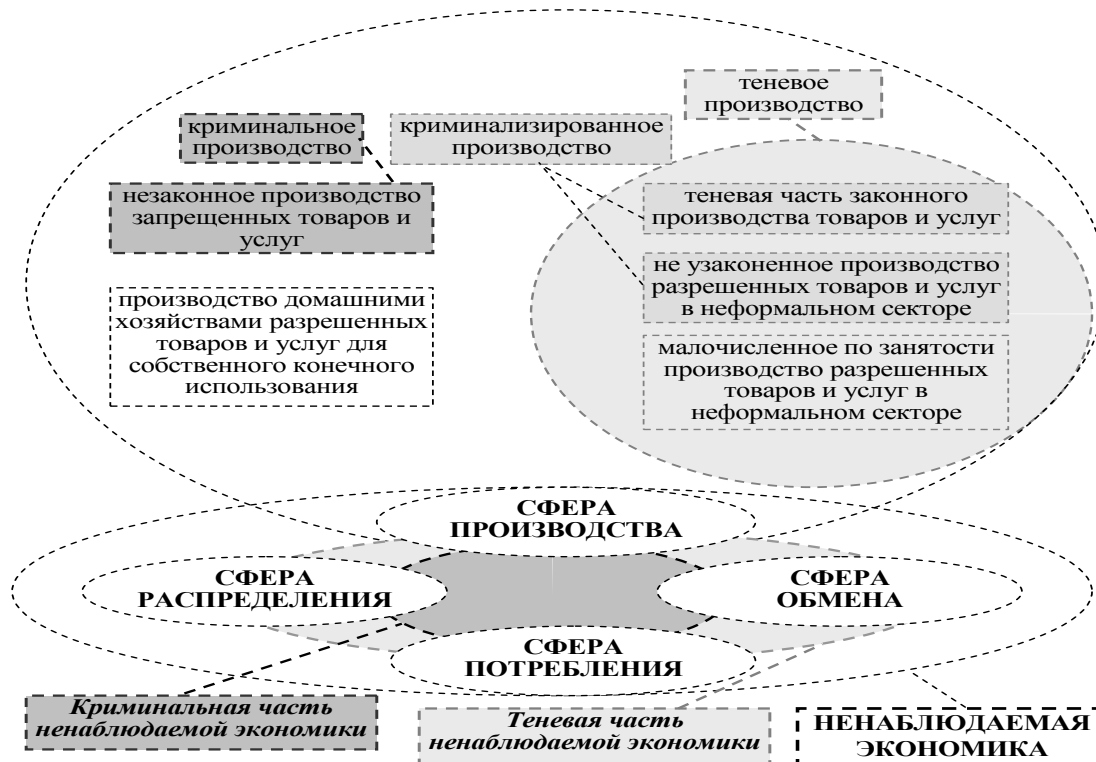 теневое
производство
криминальное
производство
криминализированное
производство
незаконное производство
запрещенных товаров и
услуг
теневая часть законного
производства товаров и услуг
не узаконенное производство
разрешенных товаров и услуг
в неформальном секторе
производство домашними
хозяйствами разрешенных
товаров и услуг для
собственного конечного
использования
малочисленное по занятости
производство разрешенных
товаров и услуг в
неформальном секторе
СФЕРА
ПРОИЗВОДСТВА
СФЕРА
РАСПРЕДЕЛЕНИЯ
СФЕРА
ОБМЕНА
СФЕРА
ПОТРЕБЛЕНИЯ
Криминальная часть
ненаблюдаемой экономики
Теневая часть
ненаблюдаемой экономики
НЕНАБЛЮДАЕМАЯ
ЭКОНОМИКА